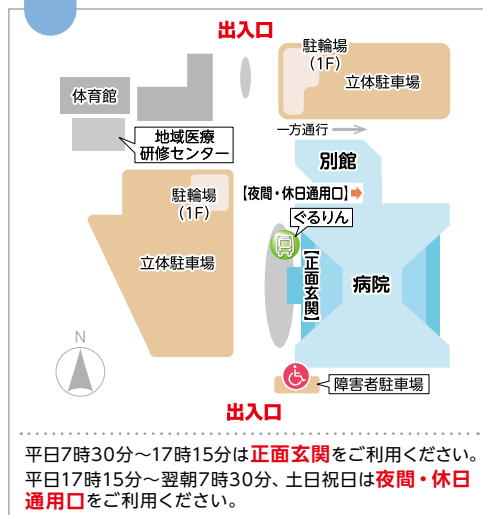 出入口
駐輪場
(1F)
立体駐車場
体育館
地域医療
研修センター
一方通行
別館
駐輪場
(1F)
【夜間・休日通用口】
ぐるりん
立体駐車場
【正面玄関】
病院
N
障害者駐車場
出入口
平日7時30分〜17時15分は正面玄関をご利用ください。
平日17時15分〜翌朝7時30分、土日祝日は夜間・休日
通用口をご利用ください。